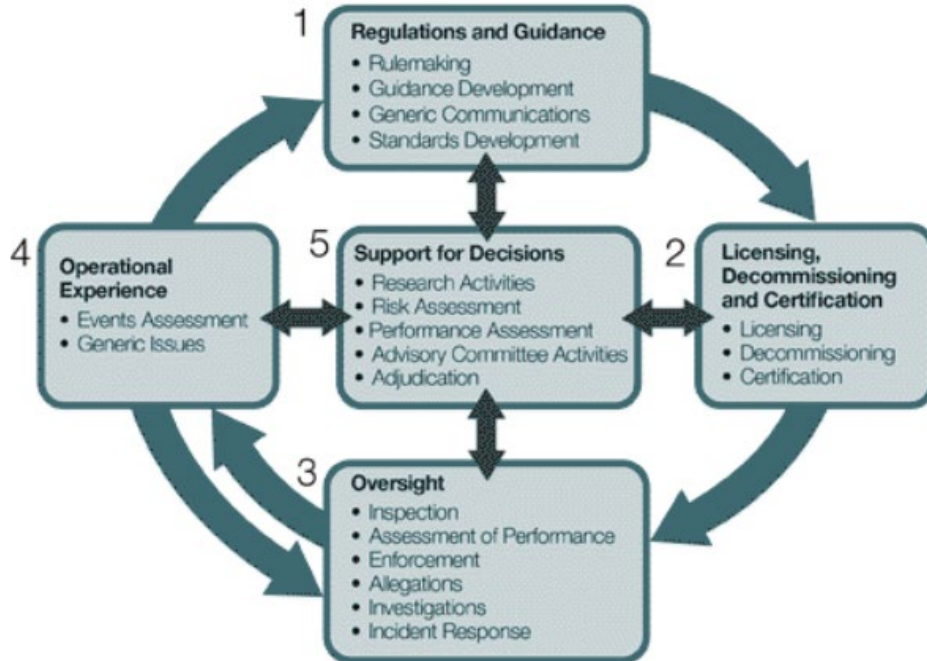 1
Regulations and Guidance
• Rulemaking
• Guidance Development
• Generic Communications
• Standards Development
4
Operational
Experience
• Events Assessment
• Generic Issues
5
Support for Decisions
• Research Activities
• Risk Assessment
• Performance Assessment
• Advisory Committee Activities
• Adjudication
2
Licensing,
Decommissioning
and Certification
• Licensing
• Decommissioning
• Certification
3
Oversight
• Inspection
• Assessment of Performance
• Enforcement
• Allegations
• Investigations
• Incident Response